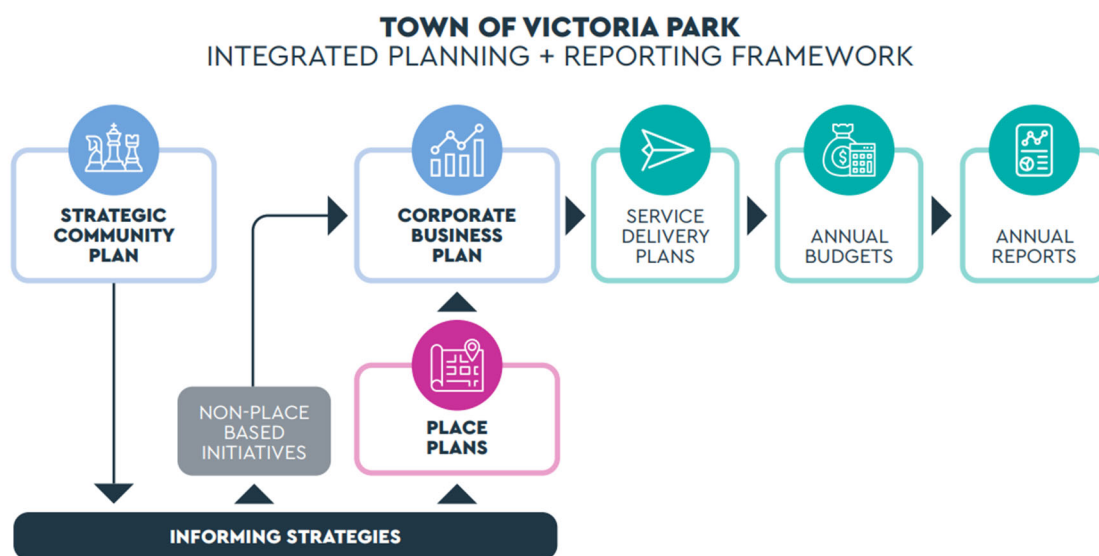 TOWN OF VICTORIA PARK
INTEGRATED PLANNING + REPORTING FRAMEWORK
STRATEGIC
COMMUNITY
PLAN
CORPORATE
BUSINESS
PLAN
SERVICE
DELIVERY
PLANS
ANNUAL
BUDGETS
ANNUAL
REPORTS
NON-PLACE
BASED
INITIATIVES
PLACE
PLANS
INFORMING STRATEGIES